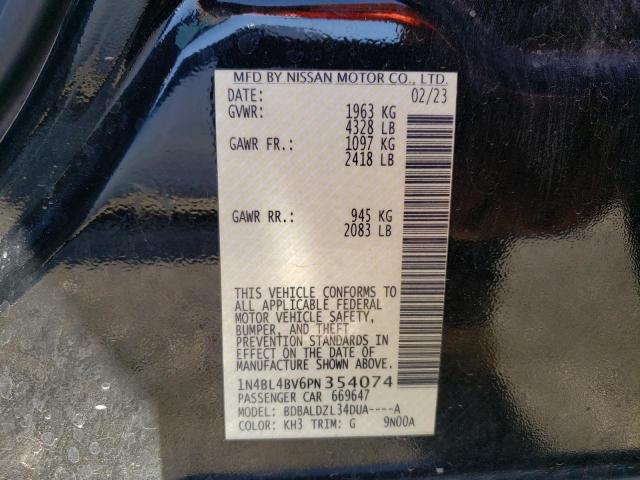 MFD BY NISSAN MOTOR CO., LTD.
DATE: 02/23
GVWR: 1963 KG
4328 LB
GAWR FR.: 1097 KG
2418 LB
GAWR RR.: 945 KG
2083 LB
THIS VEHICLE CONFORMS TO
ALL APPLICABLE FEDERAL
MOTOR VEHICLE SAFETY,
BUMPER, AND THEFT
PREVENTION STANDARDS IN
EFFECT ON THE DATE OF
MANUFACTURE SHOWN ABOVE.
1N4BL4BV6PN354074
PASSENGER CAR 669647
MODEL: BDBALDZL34DUA----A
COLOR: KH3 TRIM: G 9N00A